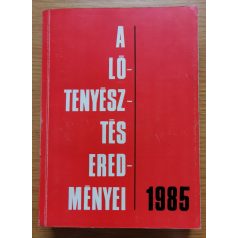 A
LÓ-
TENYÉSZ-
TÉS
ERED-
MÉNYEI
1985